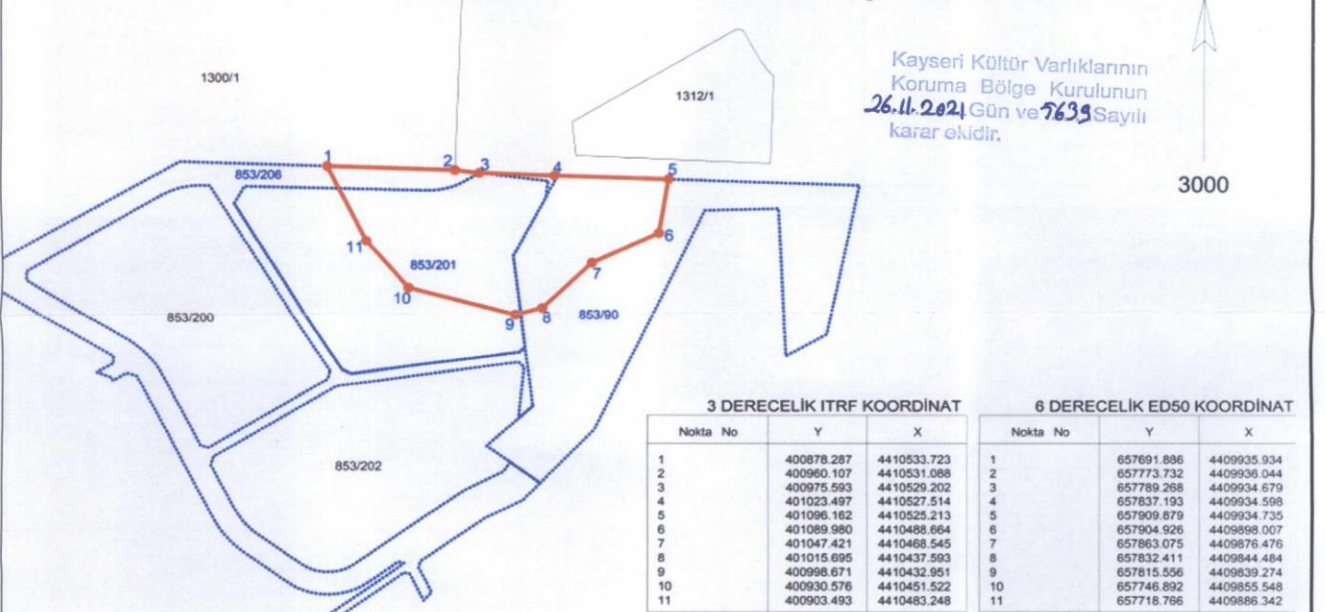 1300/1
1312/1
Kayseri Kültür Varlıklarının
Koruma Bölge Kurulunun
26.11.2021 Gün ve 5639 Sayılı
karar ekidir.
3000
1
2
3
4
5
853/206
6
11
7
853/201
10
853/200
9
8
853/90
853/202
3 DERECELİK ITRF KOORDİNAT
Nokta No Y X
1 400878.287 4410533.723
2 400960.107 4410531.088
3 400975.593 4410529.202
4 401023.497 4410527.514
5 401096.162 4410525.213
6 401089.980 4410488.664
7 401047.421 4410468.545
8 401015.695 4410437.593
9 400998.671 4410432.951
10 400930.576 4410451.522
11 400903.493 4410483.248
6 DERECELİK ED50 KOORDİNAT
Nokta No Y X
1 657691.886 4409935.934
2 657773.732 4409936.044
3 657789.268 4409934.679
4 657837.193 4409934.598
5 657909.879 4409934.735
6 657904.926 4409898.007
7 657863.075 4409876.476
8 657832.411 4409844.484
9 657815.556 4409839.274
10 657746.892 4409855.548
11 657718.766 4409886.342